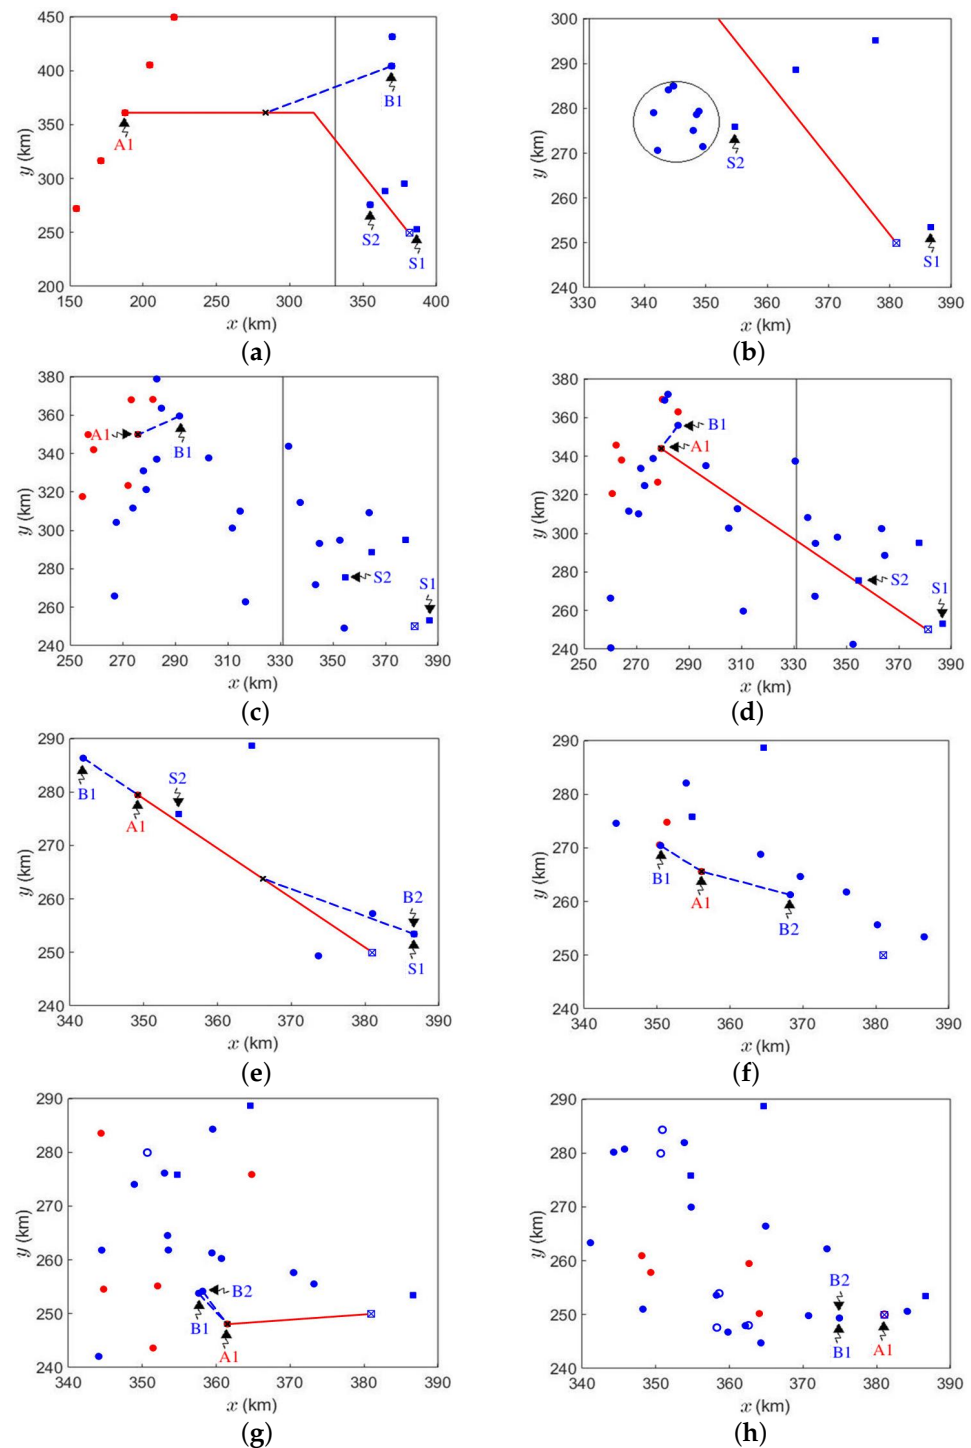 450
400
350
300
250
200
y (km)
A1
B1
S2
S1
150 200 250 300 350 400
x (km)
(a)
300
290
280
270
260
250
240
y (km)
S2
S1
330 340 350 360 370 380 390
x (km)
(b)
380
360
340
320
300
280
260
240
y (km)
A1
B1
S2
S1
250 270 290 310 330 350 370 390
x (km)
(c)
380
360
340
320
300
280
260
240
y (km)
B1
A1
S2
S1
250 270 290 310 330 350 370 390
x (km)
(d)
290
280
270
260
250
240
y (km)
B1
S2
A1
B2
S1
340 350 360 370 380 390
x (km)
(e)
290
280
270
260
250
240
y (km)
B1
A1
B2
340 350 360 370 380 390
x (km)
(f)
290
280
270
260
250
240
y (km)
B2
B1
A1
340 350 360 370 380 390
x (km)
(g)
290
280
270
260
250
240
y (km)
B2
B1
A1
340 350 360 370 380 390
x (km)
(h)